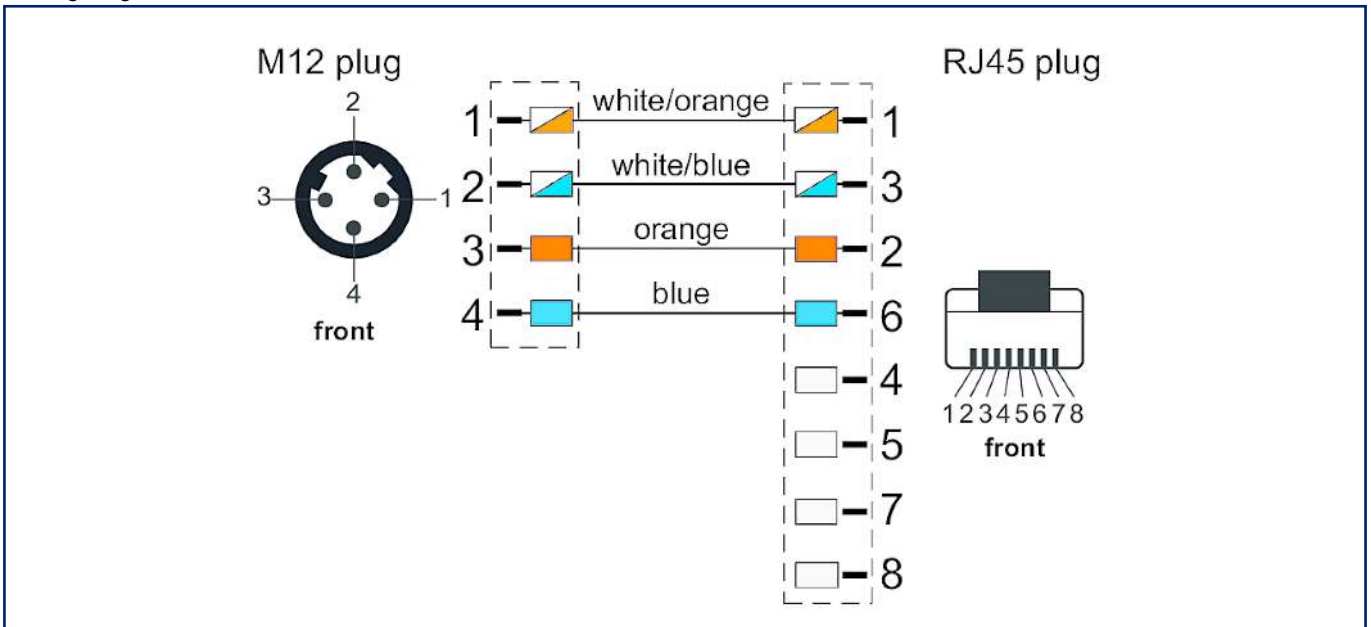 M12 plug
RJ45 plug
2
3
1
4
front
1 white/orange 1
2 white/blue 3
3 orange 2
4 blue 6
4
5
7
8
12345678
front